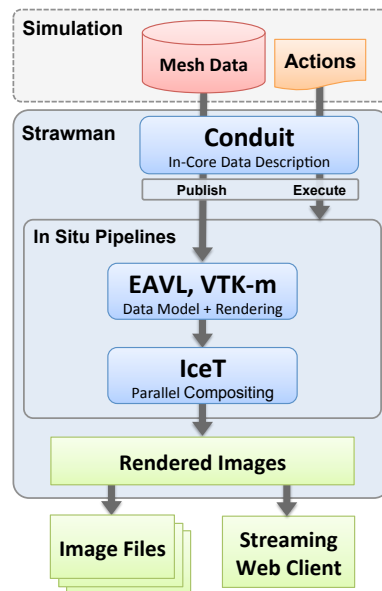 Simulation
Mesh Data
Actions
Strawman
Conduit
In-Core Data Description
Publish Execute
In Situ Pipelines
EAVL, VTK-m
Data Model + Rendering
IceT
Parallel Compositing
Rendered Images
Image Files
Streaming
Web Client